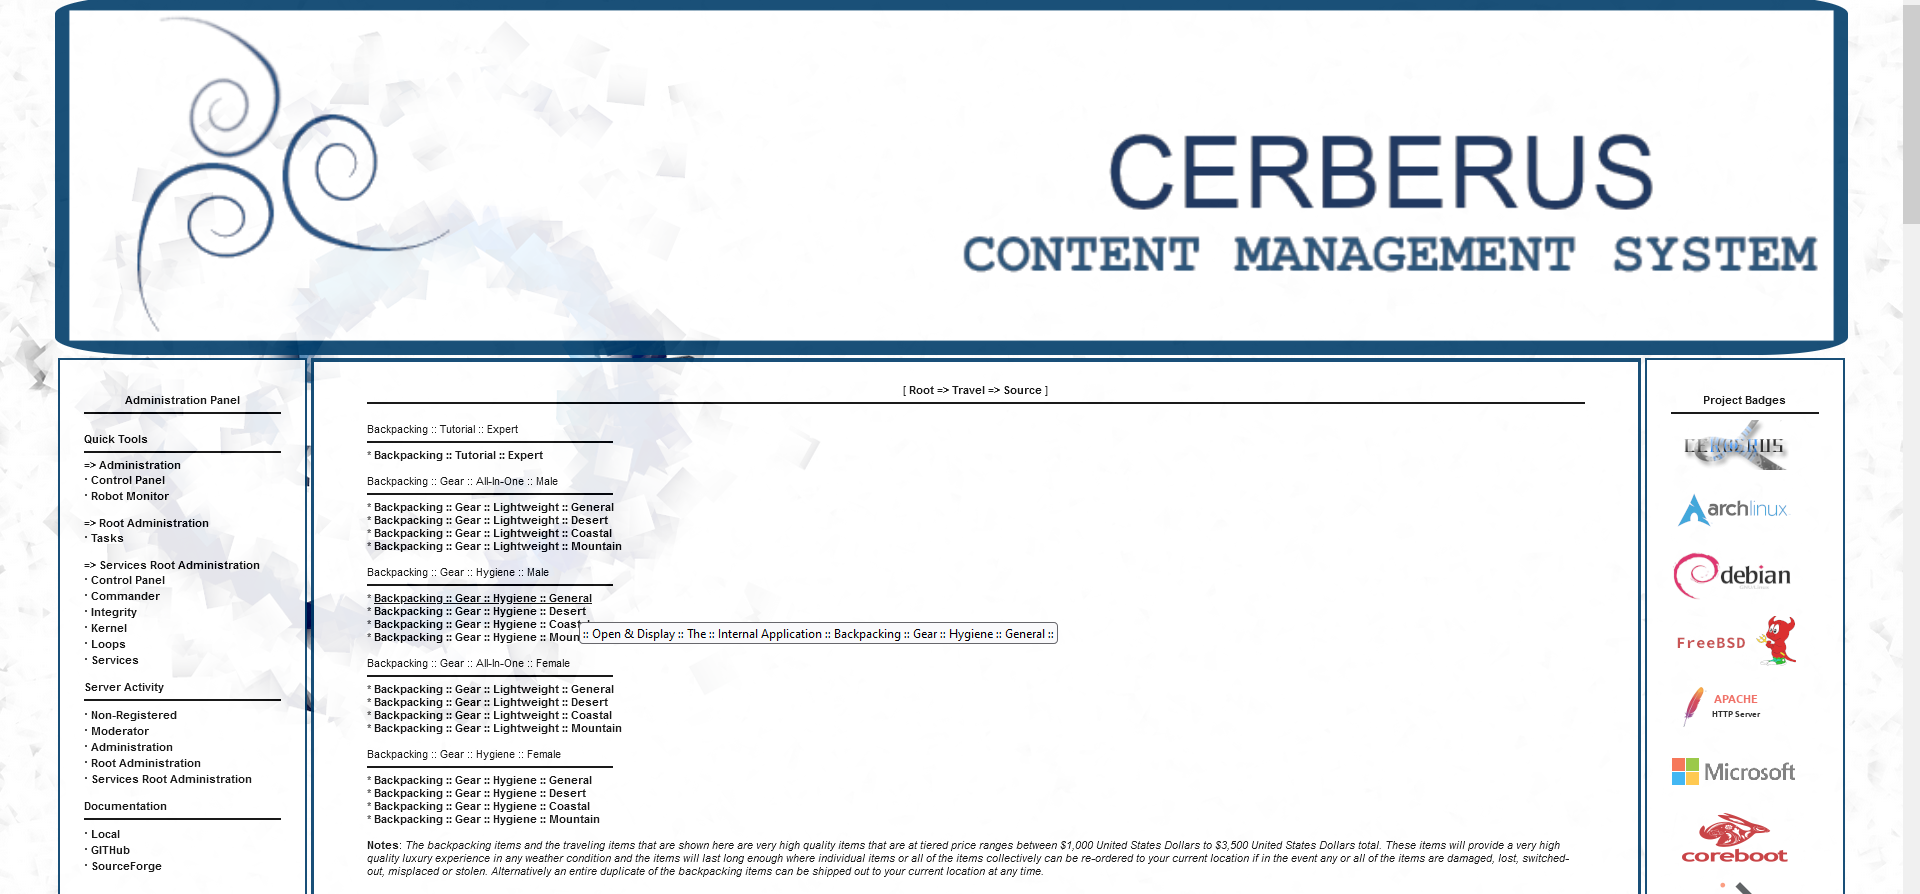 CERBERUS
CONTENT MANAGEMENT SYSTEM
Administration Panel
Quick Tools
=> Administration
· Control Panel
· Robot Monitor
=> Root Administration
· Tasks
=> Services Root Administration
· Control Panel
· Commander
· Integrity
· Kernel
· Loops
· Services
Server Activity
· Non-Registered
· Moderator
· Administration
· Root Administration
· Services Root Administration
Documentation
· Local
· GITHub
· SourceForge
[ Root => Travel => Source ]
Backpacking :: Tutorial :: Expert
* Backpacking :: Tutorial :: Expert
Backpacking :: Gear :: All-In-One :: Male
* Backpacking :: Gear :: Lightweight :: General
* Backpacking :: Gear :: Lightweight :: Desert
* Backpacking :: Gear :: Lightweight :: Coastal
* Backpacking :: Gear :: Lightweight :: Mountain
Backpacking :: Gear :: Hygiene :: Male
* Backpacking :: Gear :: Hygiene :: General
* Backpacking :: Gear :: Hygiene :: Desert
* Backpacking :: Gear :: Hygiene :: Coast
* Backpacking :: Gear :: Hygiene :: Moun
:: Open & Display :: The :: Internal Application :: Backpacking :: Gear :: Hygiene :: General ::
Backpacking :: Gear :: All-In-One :: Female
* Backpacking :: Gear :: Lightweight :: General
* Backpacking :: Gear :: Lightweight :: Desert
* Backpacking :: Gear :: Lightweight :: Coastal
* Backpacking :: Gear :: Lightweight :: Mountain
Backpacking :: Gear :: Hygiene :: Female
* Backpacking :: Gear :: Hygiene :: General
* Backpacking :: Gear :: Hygiene :: Desert
* Backpacking :: Gear :: Hygiene :: Coastal
* Backpacking :: Gear :: Hygiene :: Mountain
Notes: The backpacking items and the traveling items that are shown here are very high quality items that are at tiered price ranges between $1,000 United States Dollars to $3,500 United States Dollars total. These items will provide a very high
quality luxury experience in any weather condition and the items will last long enough where individual items or all of the items collectively can be re-ordered to your current location if in the event any or all of the items are damaged, lost, switched-
out, misplaced or stolen. Alternatively an entire duplicate of the backpacking items can be shipped out to your current location at any time.
Project Badges
CERBERUS
archlinux
debian
FreeBSD
APACHE
HTTP Server
Microsoft
coreboot